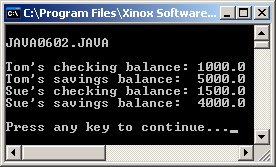 C:\Program Files\Xinox Software...
JAVA0602.JAVA
Tom's checking balance: 1000.0
Tom's savings balance:  5000.0
Sue's checking balance: 1500.0
Sue's savings balance:  4000.0
Press any key to continue..._